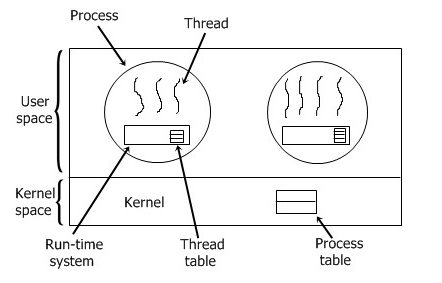 Process
Thread
User
space
Kernel
space
Kernel
Run-time
system
Thread
table
Process
table